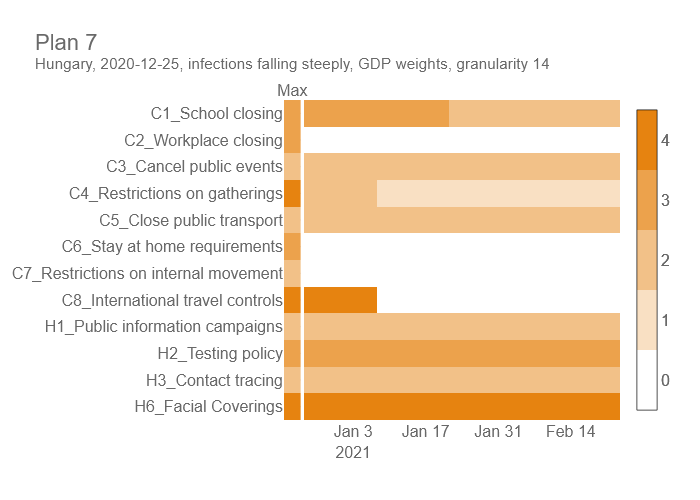 Plan 7
Hungary, 2020-12-25, infections falling steeply, GDP weights, granularity 14
Max
C1_School closing
C2_Workplace closing
C3_Cancel public events
C4_Restrictions on gatherings
C5_Close public transport
C6_Stay at home requirements
C7_Restrictions on internal movement
C8_International travel controls
H1_Public information campaigns
H2_Testing policy
H3_Contact tracing
H6_Facial Coverings
4
3
2
1
0
Jan 3 Jan 17 Jan 31 Feb 14
2021